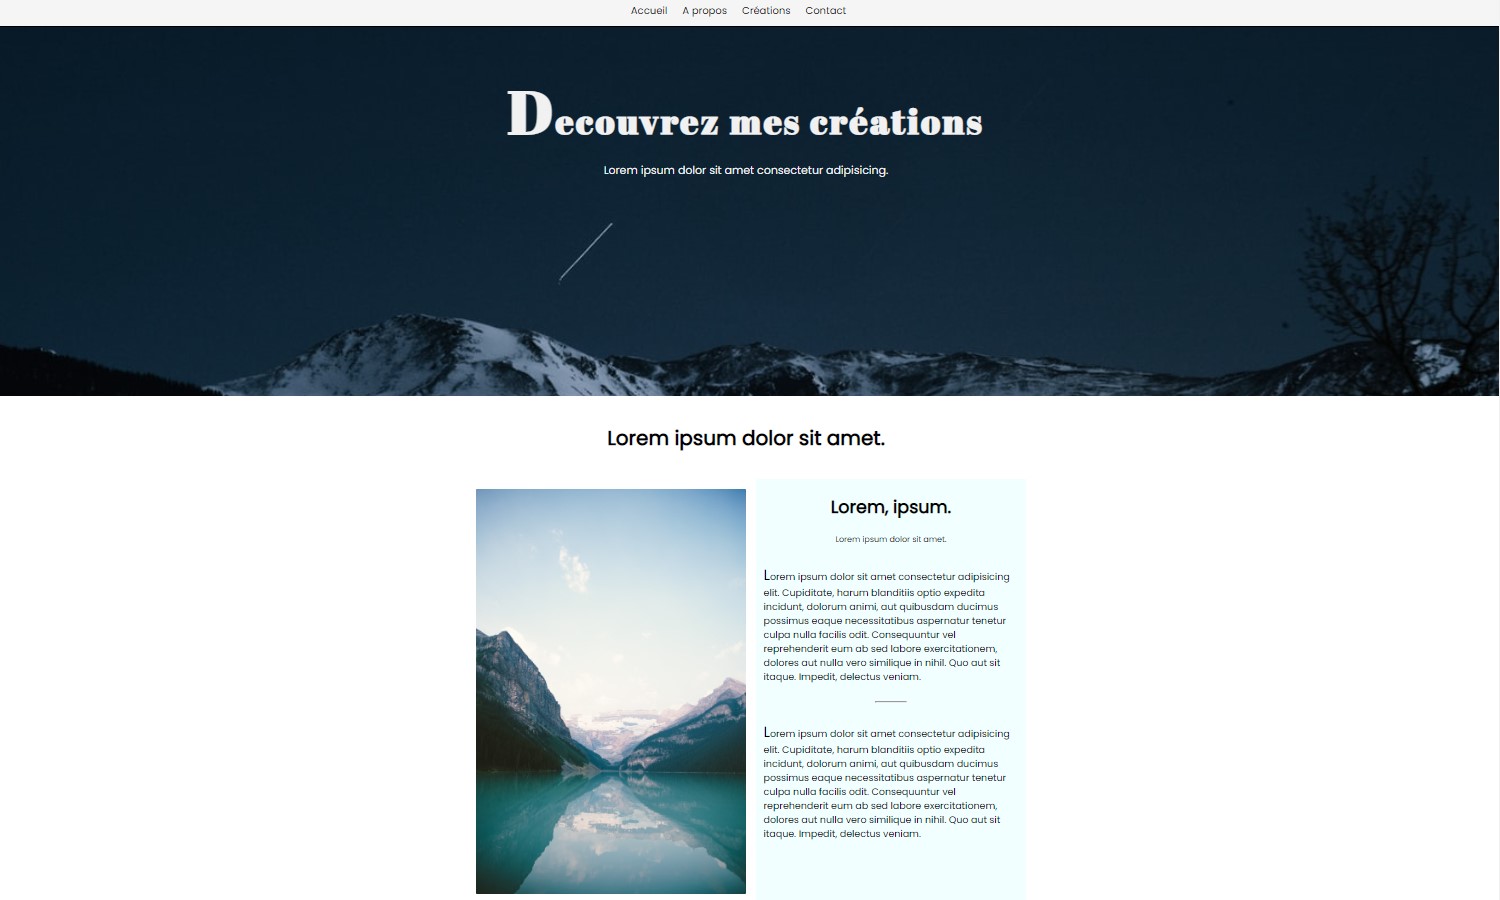 Accueil A propos Créations Contact
Decouvrez mes créations
Lorem ipsum dolor sit amet consectetur adipisicing.
Lorem ipsum dolor sit amet.
Lorem, ipsum.
Lorem ipsum dolor sit amet.
Lorem ipsum dolor sit amet consectetur adipisicing
elit. Cupiditate, harum blanditiis optio expedita
incidunt, dolorum animi, aut quibusdam ducimus
possimus eaque necessitatibus aspernatur tenetur
culpa nulla facilis odit. Consequuntur vel
reprehenderit eum ab sed labore exercitationem,
dolores aut nulla vero similique in nihil. Quo aut sit
itaque. Impedit, delectus veniam.
Lorem ipsum dolor sit amet consectetur adipisicing
elit. Cupiditate, harum blanditiis optio expedita
incidunt, dolorum animi, aut quibusdam ducimus
possimus eaque necessitatibus aspernatur tenetur
culpa nulla facilis odit. Consequuntur vel
reprehenderit eum ab sed labore exercitationem,
dolores aut nulla vero similique in nihil. Quo aut sit
itaque. Impedit, delectus veniam.